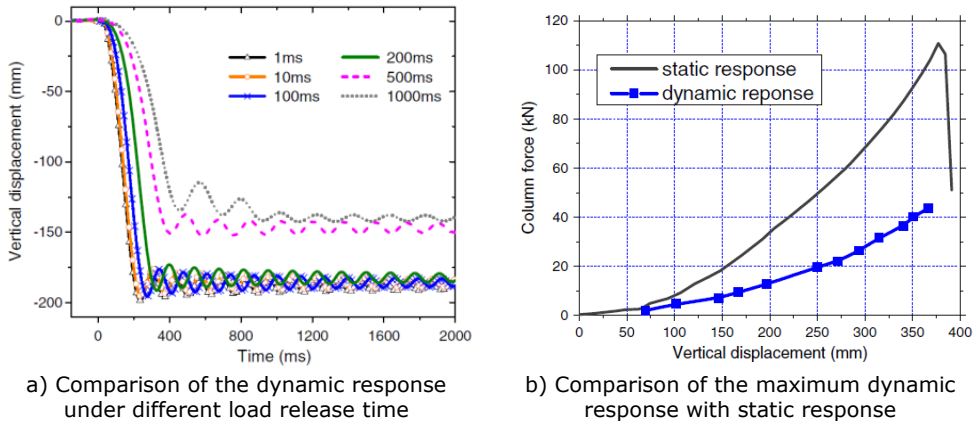 0
-50
-100
-150
-200
Vertical displacement (mm)
1ms
10ms
100ms
200ms
500ms
1000ms
0
400
800
1200
1600
2000
Time (ms)
a) Comparison of the dynamic response
under different load release time
120
100
80
60
40
20
0
Column force (kN)
static response
dynamic reponse
0
50
100
150
200
250
300
350
400
Vertical displacement (mm)
b) Comparison of the maximum dynamic
response with static response